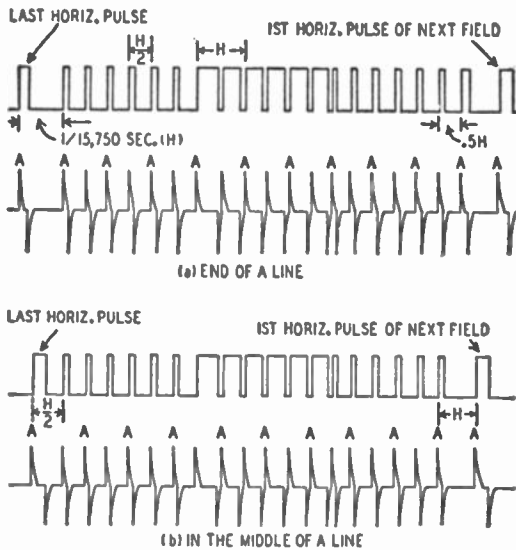 LAST HORIZ. PULSE
1ST HORIZ. PULSE OF NEXT FIELD
H
2
H
1/15,750 SEC.(H)
.5H
A A A A A A A A A A A A
(a) END OF A LINE
LAST HORIZ. PULSE
1ST HORIZ. PULSE OF NEXT FIELD
H
2
H
A A A A A A A A A A A
(b) IN THE MIDDLE OF A LINE